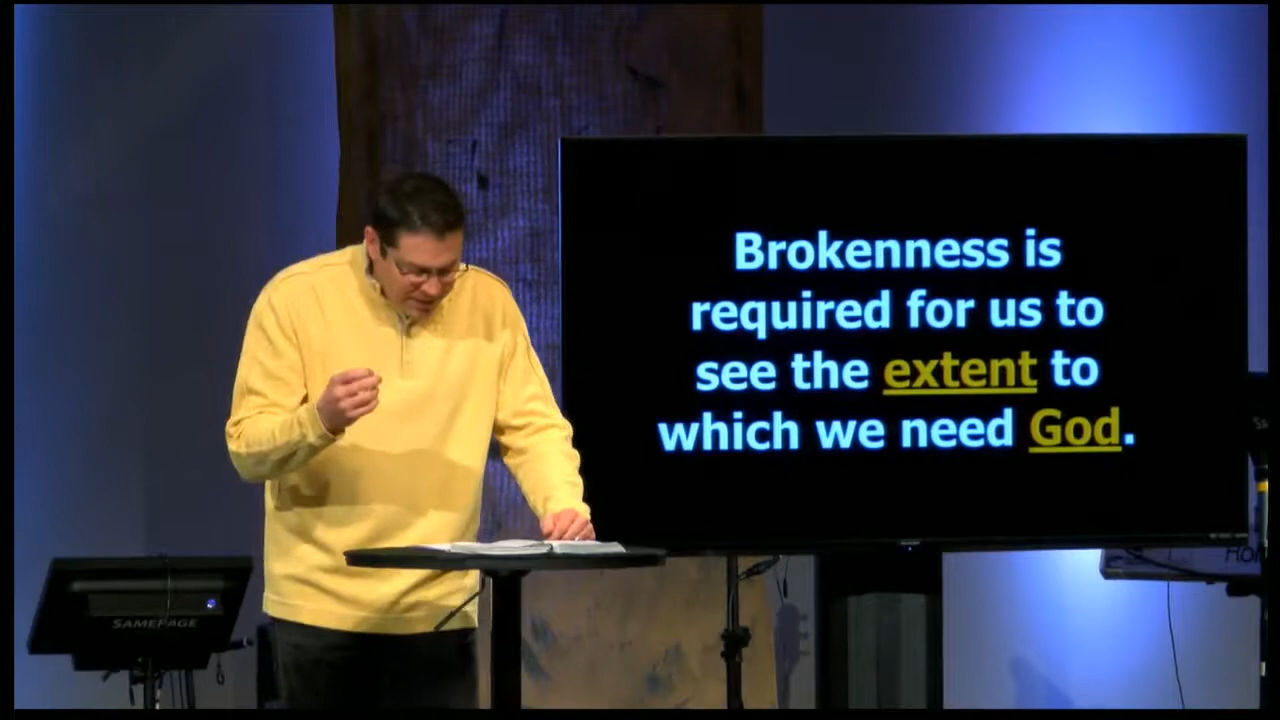 Brokenness is
required for us to
see the extent to
which we need God.
SAMEPAGE